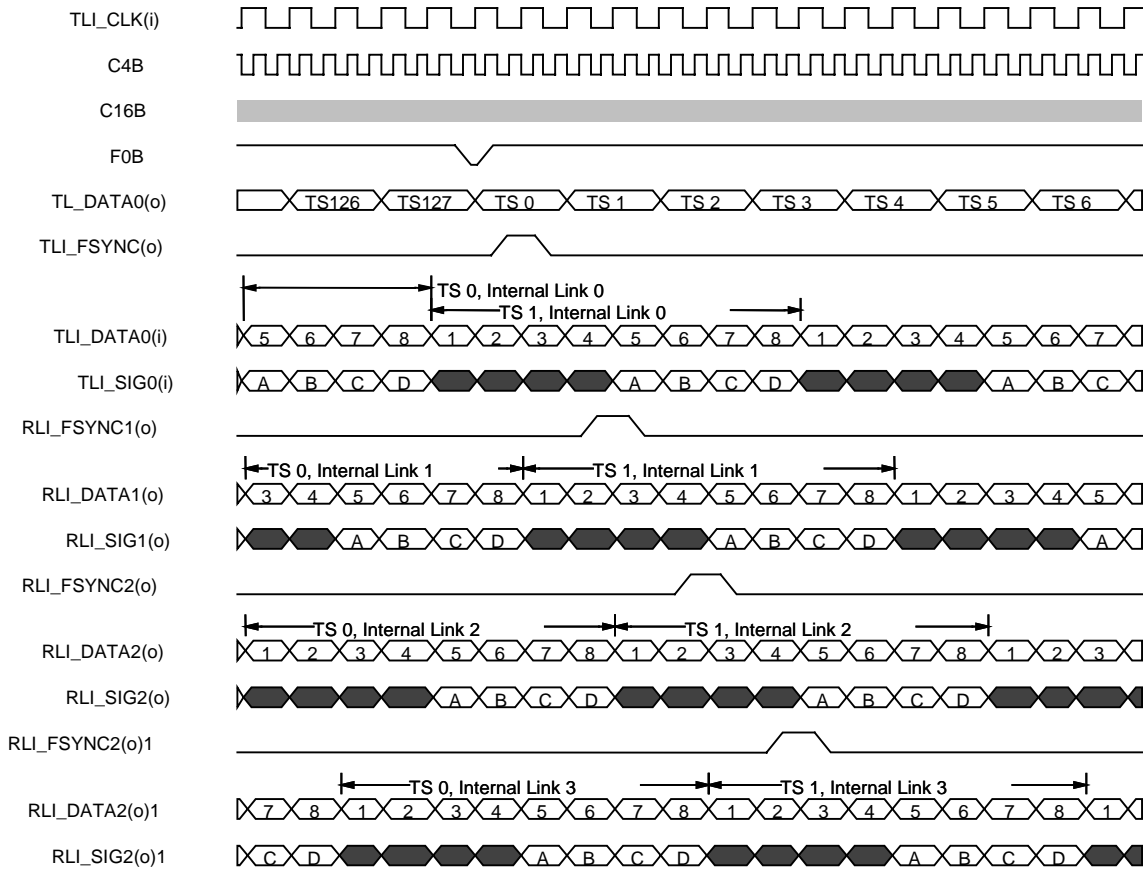 TLI_CLK(i)
C4B
C16B
F0B
TL_DATA0(o) TS126 TS127 TS 0 TS 1 TS 2 TS 3 TS 4 TS 5 TS 6
TLI_FSYNC(o)
TS 0, Internal Link 0
TS 1, Internal Link 0
TLI_DATA0(i) 5 6 7 8 1 2 3 4 5 6 7 8 1 2 3 4 5 6 7
TLI_SIG0(i) A B C D A B C D A B C
RLI_FSYNC1(o)
TS 0, Internal Link 1 TS 1, Internal Link 1
RLI_DATA1(o) 3 4 5 6 7 8 1 2 3 4 5 6 7 8 1 2 3 4 5
RLI_SIG1(o) A B C D A B C D A
RLI_FSYNC2(o)
TS 0, Internal Link 2 TS 1, Internal Link 2
RLI_DATA2(o) 1 2 3 4 5 6 7 8 1 2 3 4 5 6 7 8 1 2 3
RLI_SIG2(o) A B C D A B C D
RLI_FSYNC2(o)1
TS 0, Internal Link 3 TS 1, Internal Link 3
RLI_DATA2(o)1 7 8 1 2 3 4 5 6 7 8 1 2 3 4 5 6 7 8 1
RLI_SIG2(o)1 C D A B C D A B C D